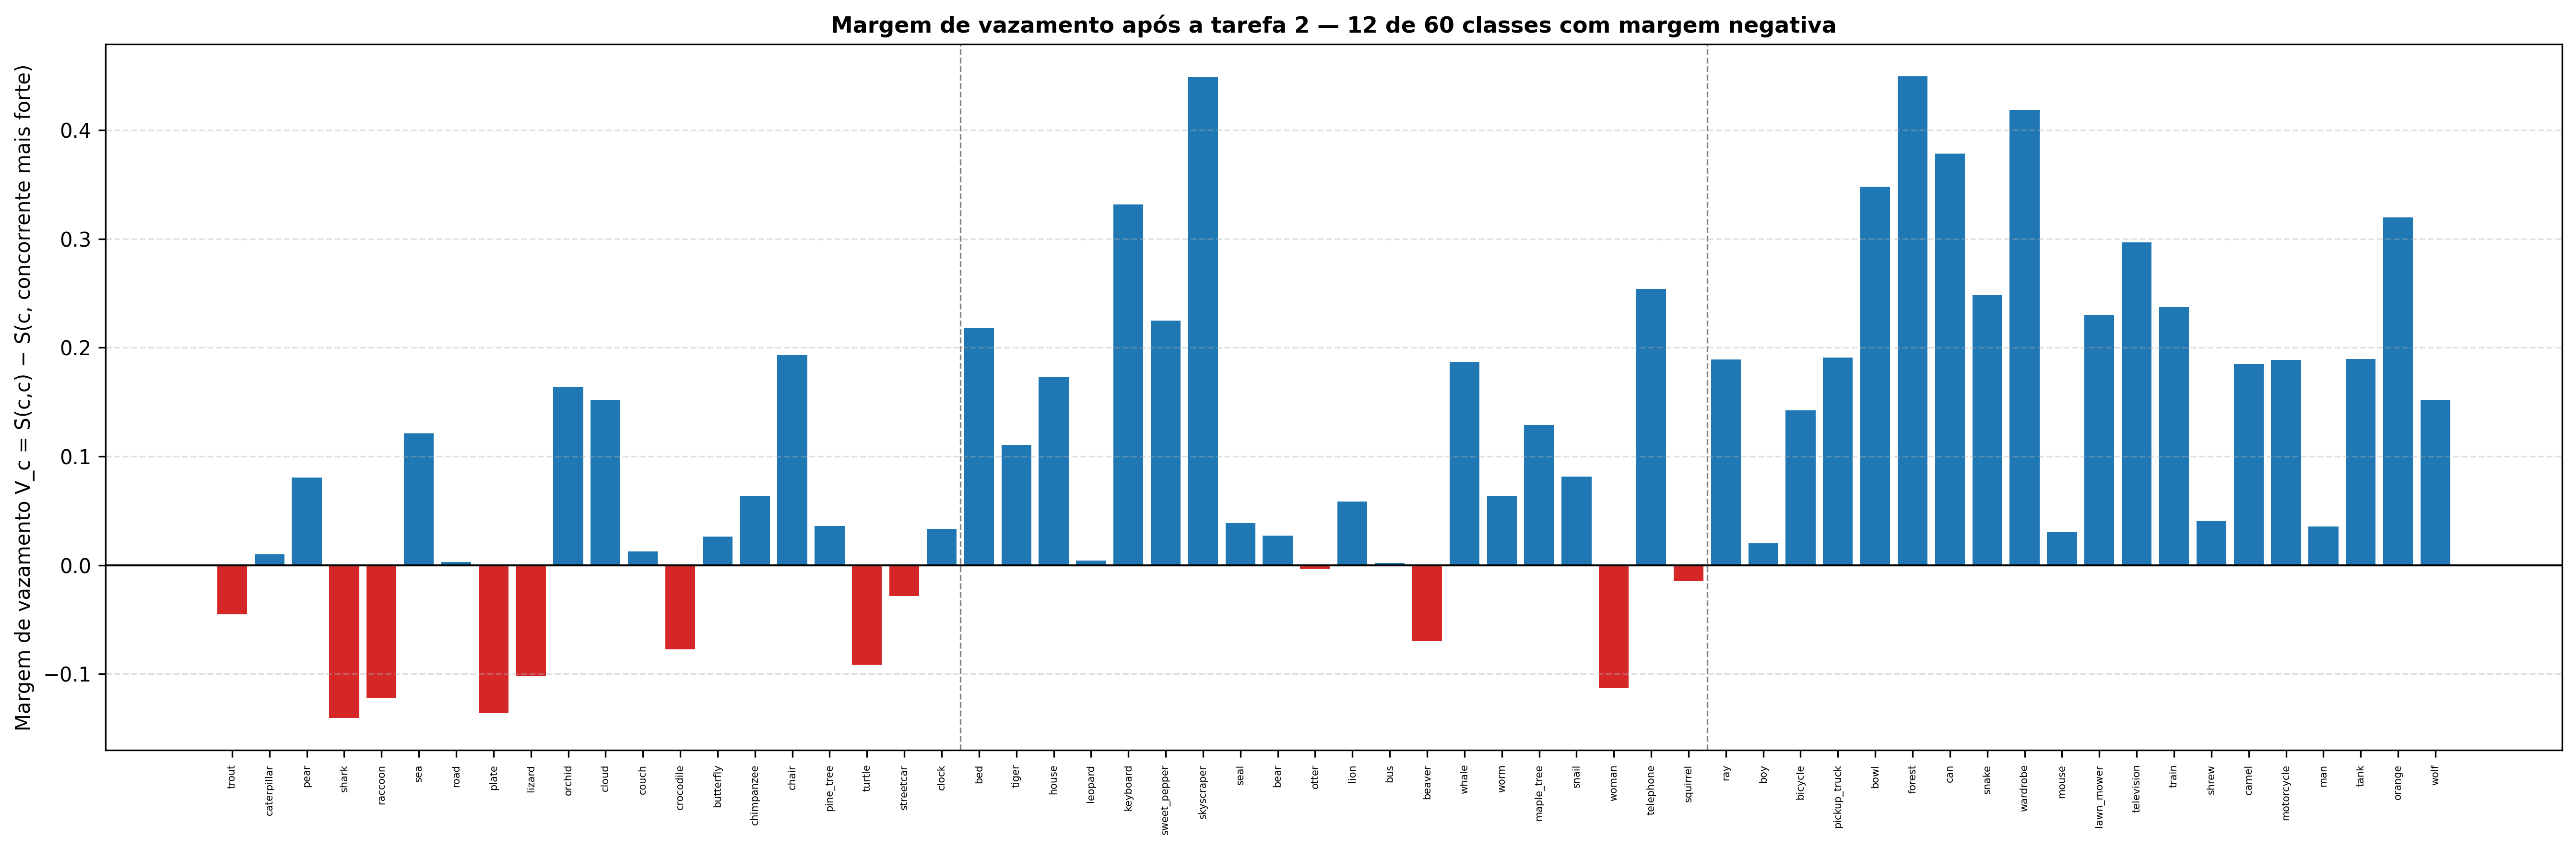 Margem de vazamento após a tarefa 2 — 12 de 60 classes com margem negativa
Margem de vazamento V_c = S(c,c) − S(c, concorrente mais forte)
0.4
0.3
0.2
0.1
0.0
−0.1
trout
caterpillar
pear
shark
raccoon
sea
road
plate
lizard
orchid
cloud
couch
crocodile
butterfly
chimpanzee
chair
pine_tree
turtle
streetcar
clock
bed
tiger
house
leopard
keyboard
sweet_pepper
skyscraper
seal
bear
otter
lion
bus
beaver
whale
worm
maple_tree
snail
woman
telephone
squirrel
ray
boy
bicycle
pickup_truck
bowl
forest
can
snake
wardrobe
mouse
lawn_mower
television
train
shrew
camel
motorcycle
man
tank
orange
wolf